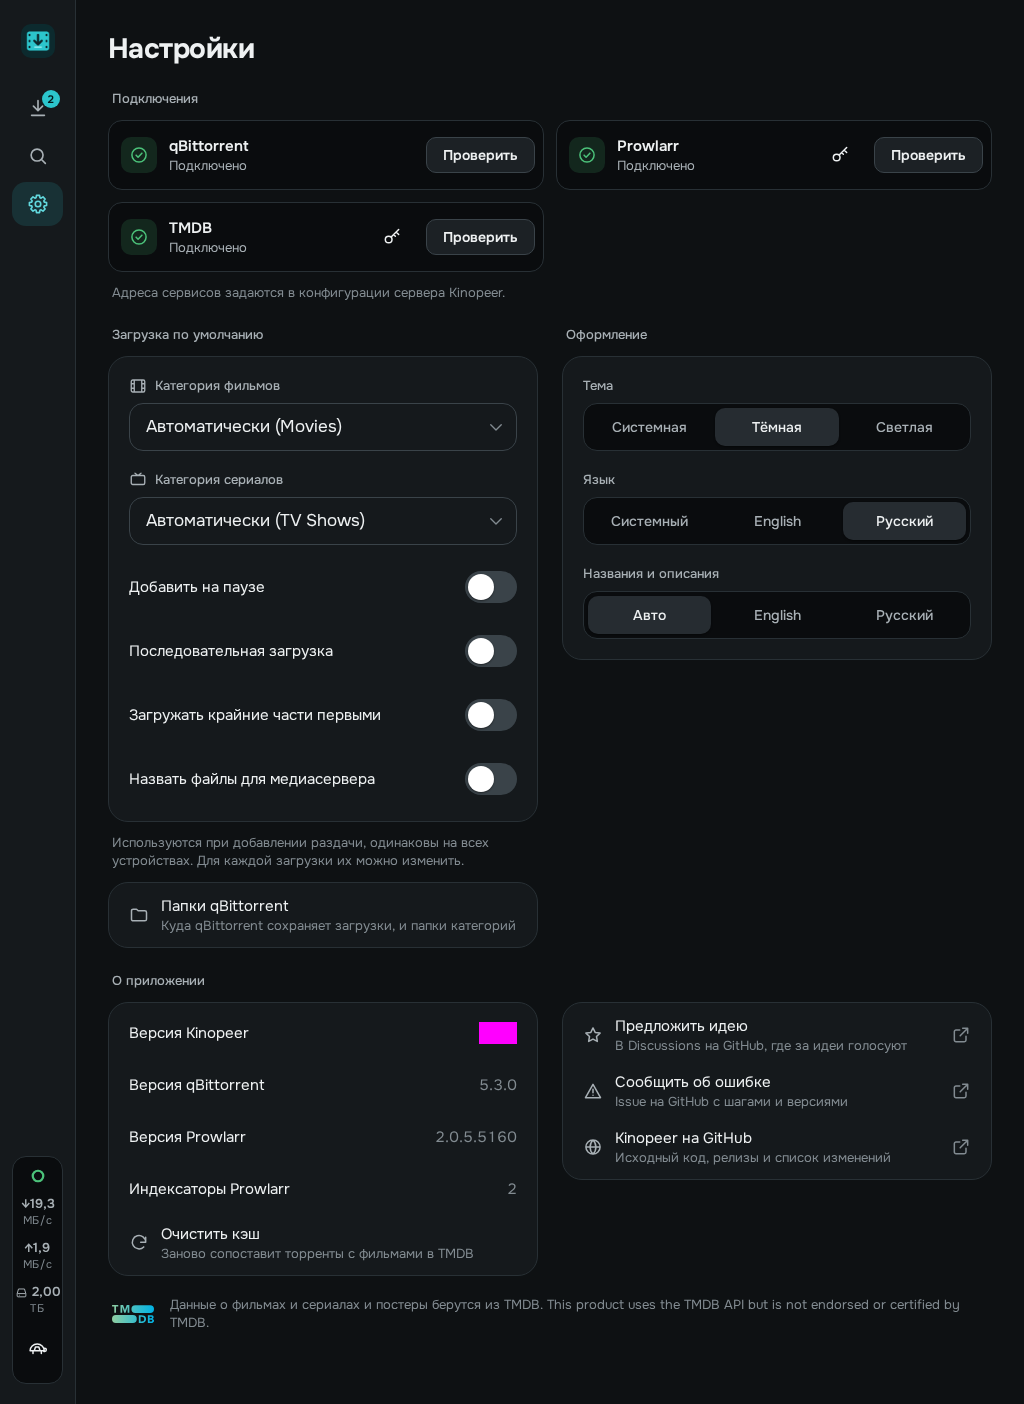 Настройки
2
Подключения
qBittorrent
Подключено
Проверить
Prowlarr
Подключено
Проверить
TMDB
Подключено
Проверить
Адреса сервисов задаются в конфигурации сервера Kinopeer.
Загрузка по умолчанию
Категория фильмов
Автоматически (Movies)
Категория сериалов
Автоматически (TV Shows)
Добавить на паузе
Последовательная загрузка
Загружать крайние части первыми
Назвать файлы для медиасервера
Используются при добавлении раздачи, одинаковы на всех
устройствах. Для каждой загрузки их можно изменить.
Папки qBittorrent
Куда qBittorrent сохраняет загрузки, и папки категорий
Оформление
Тема
Системная Тёмная Светлая
Язык
Системный English Русский
Названия и описания
Авто English Русский
О приложении
Версия Kinopeer
Версия qBittorrent 5.3.0
Версия Prowlarr 2.0.5.5160
Индексаторы Prowlarr 2
Очистить кэш
Заново сопоставит торренты с фильмами в TMDB
Предложить идею
В Discussions на GitHub, где за идеи голосуют
Сообщить об ошибке
Issue на GitHub с шагами и версиями
Kinopeer на GitHub
Исходный код, релизы и список изменений
↓19,3
МБ/с
↑1,9
МБ/с
2,00
ТБ
TM
DB
Данные о фильмах и сериалах и постеры берутся из TMDB. This product uses the TMDB API but is not endorsed or certified by
TMDB.